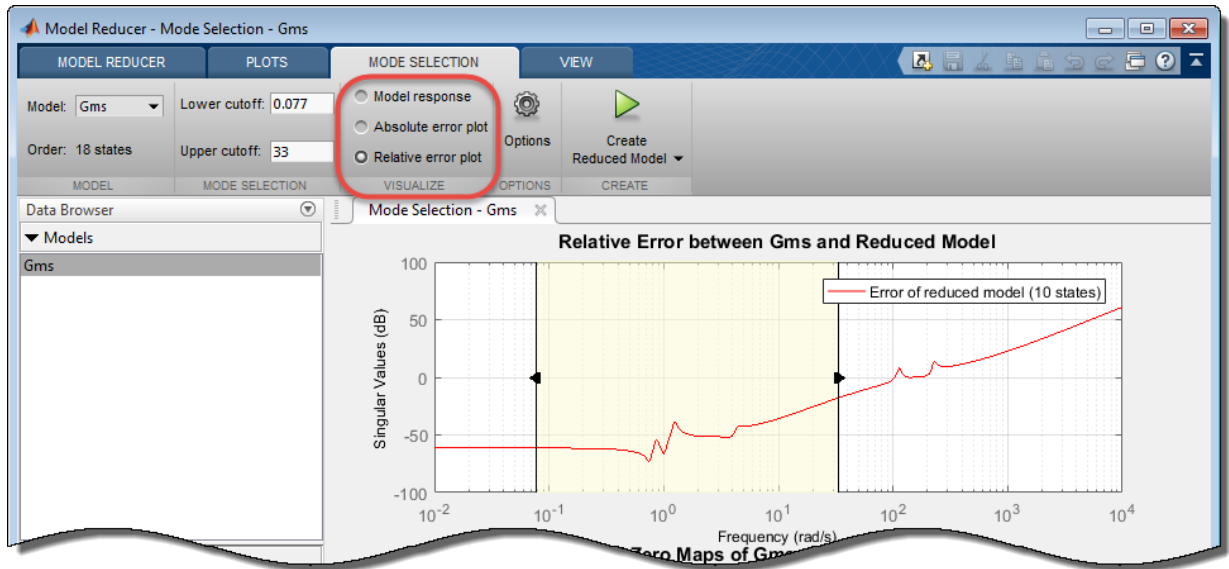 Model Reducer - Mode Selection - Gms
MODEL REDUCER
PLOTS
MODE SELECTION
VIEW
Model: Gms
Lower cutoff: 0.077
Model response
Absolute error plot
Order: 18 states
Upper cutoff: 33
Relative error plot
Options
Create
Reduced Model
MODEL
MODE SELECTION
VISUALIZE
OPTIONS
CREATE
Data Browser
Models
Gms
Mode Selection - Gms
Relative Error between Gms and Reduced Model
Error of reduced model (10 states)
Singular Values (dB)
100
50
0
-50
-100
10^-2
10^-1
10^0
10^1
10^2
10^3
10^4
Frequency (rad/s)
Maps of